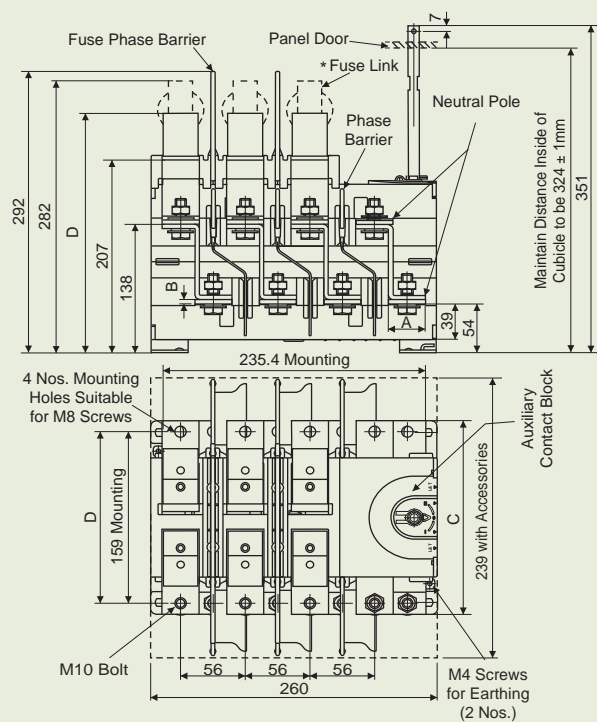 7
Fuse Phase Barrier
Panel Door
* Fuse Link
Neutral Pole
Phase
Barrier
292
282
D
207
138
B
A
39
54
Maintain Distance Inside of
Cubicle to be 324 ± 1mm
351
235.4 Mounting
4 Nos. Mounting
Holes Suitable
for M8 Screws
Auxiliary
Contact Block
D
159 Mounting
C
239 with Accessories
M10 Bolt
56
56
56
260
M4 Screws
for Earthing
(2 Nos.)